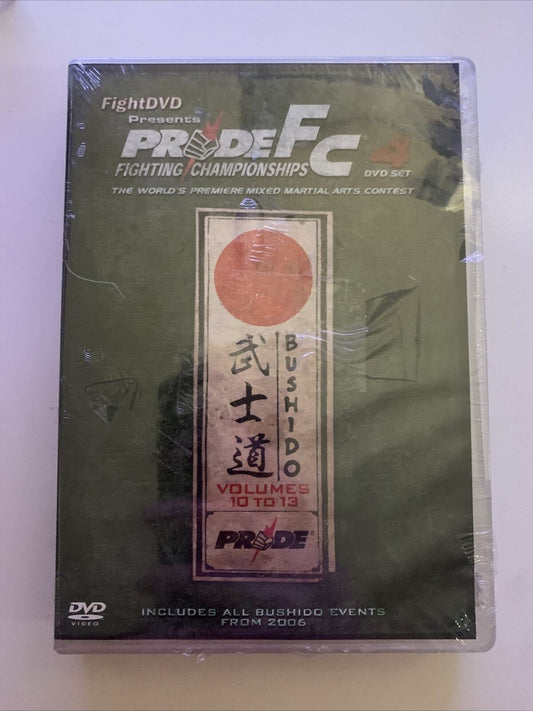 FightDVD
Presents
PRIDE FC
FIGHTING CHAMPIONSHIPS
4
DVD SET
THE WORLD'S PREMIERE MIXED MARTIAL ARTS CONTEST
武士道
BUSHIDO
VOLUMES
10 TO 13
PRIDE
DVD
VIDEO
INCLUDES ALL BUSHIDO EVENTS
FROM 2006